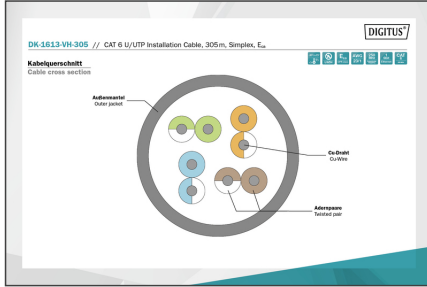 DIGITUS®
DK-1613-VH-305 // CAT 6 U/UTP Installation Cable, 305 m, Simplex, Eca
Kabelquerschnitt
Cable cross section
Außenmantel
Outer jacket
Cu-Draht
Cu-Wire
Adernpaare
Twisted pair